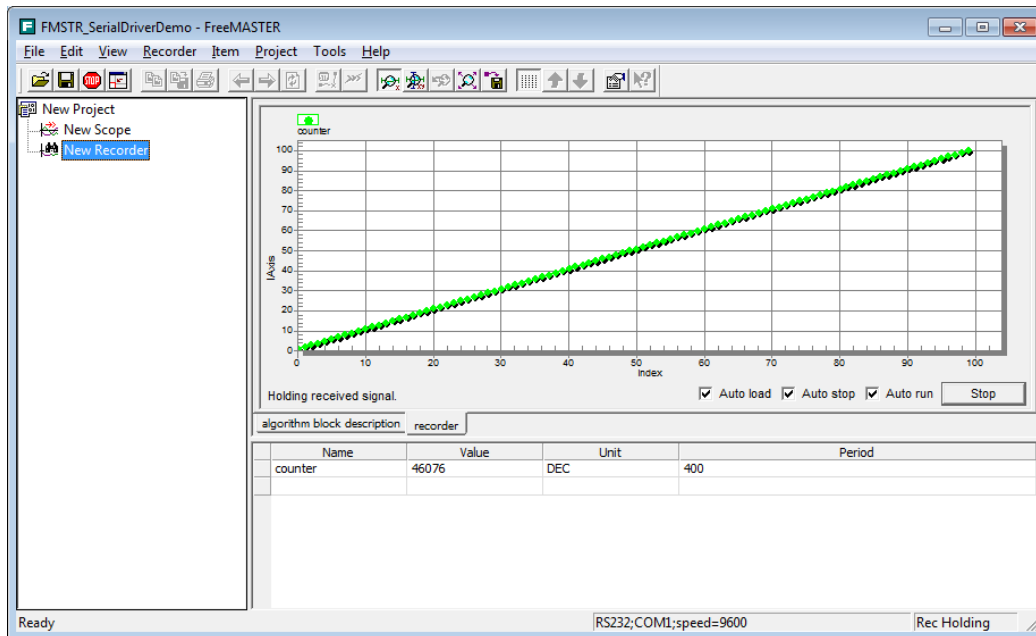 FMSTR_SerialDriverDemo - FreeMASTER
File Edit View Recorder Item Project Tools Help
STOP
New Project
New Scope
New Recorder
counter
100
90
80
70
60
50
40
30
20
10
0
IAxis
0 10 20 30 40 50 60 70 80 90 100
Index
Holding received signal.
Auto load Auto stop Auto run Stop
algorithm block description recorder
Name Value Unit Period
counter 46076 DEC 400
Ready RS232;COM1;speed=9600 Rec Holding